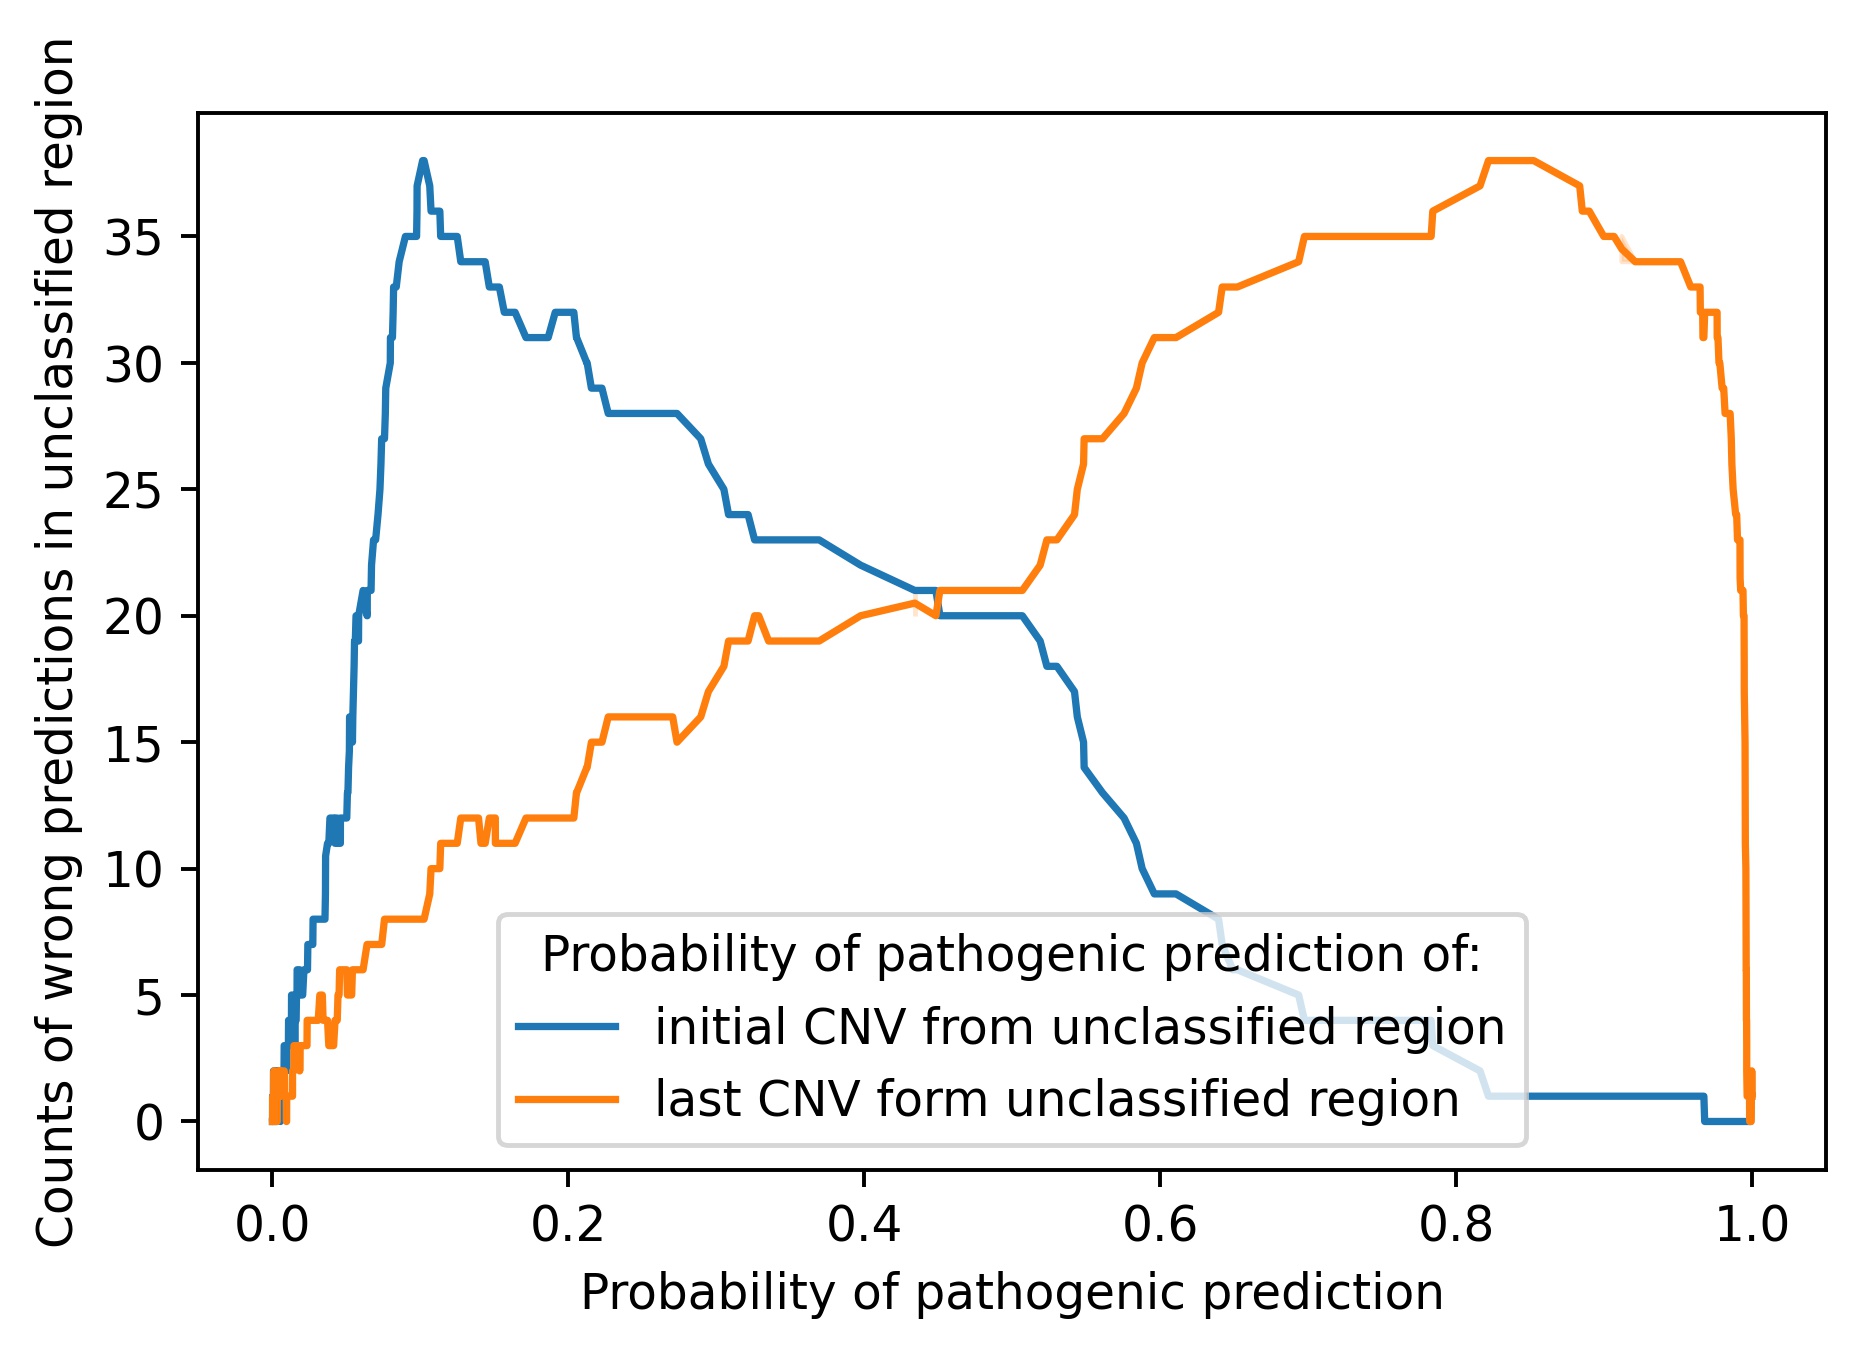 Counts of wrong predictions in unclassified region
35
30
25
20
15
10
5
0
Probability of pathogenic prediction of:
initial CNV from unclassified region
last CNV form unclassified region
0.0 0.2 0.4 0.6 0.8 1.0
Probability of pathogenic prediction